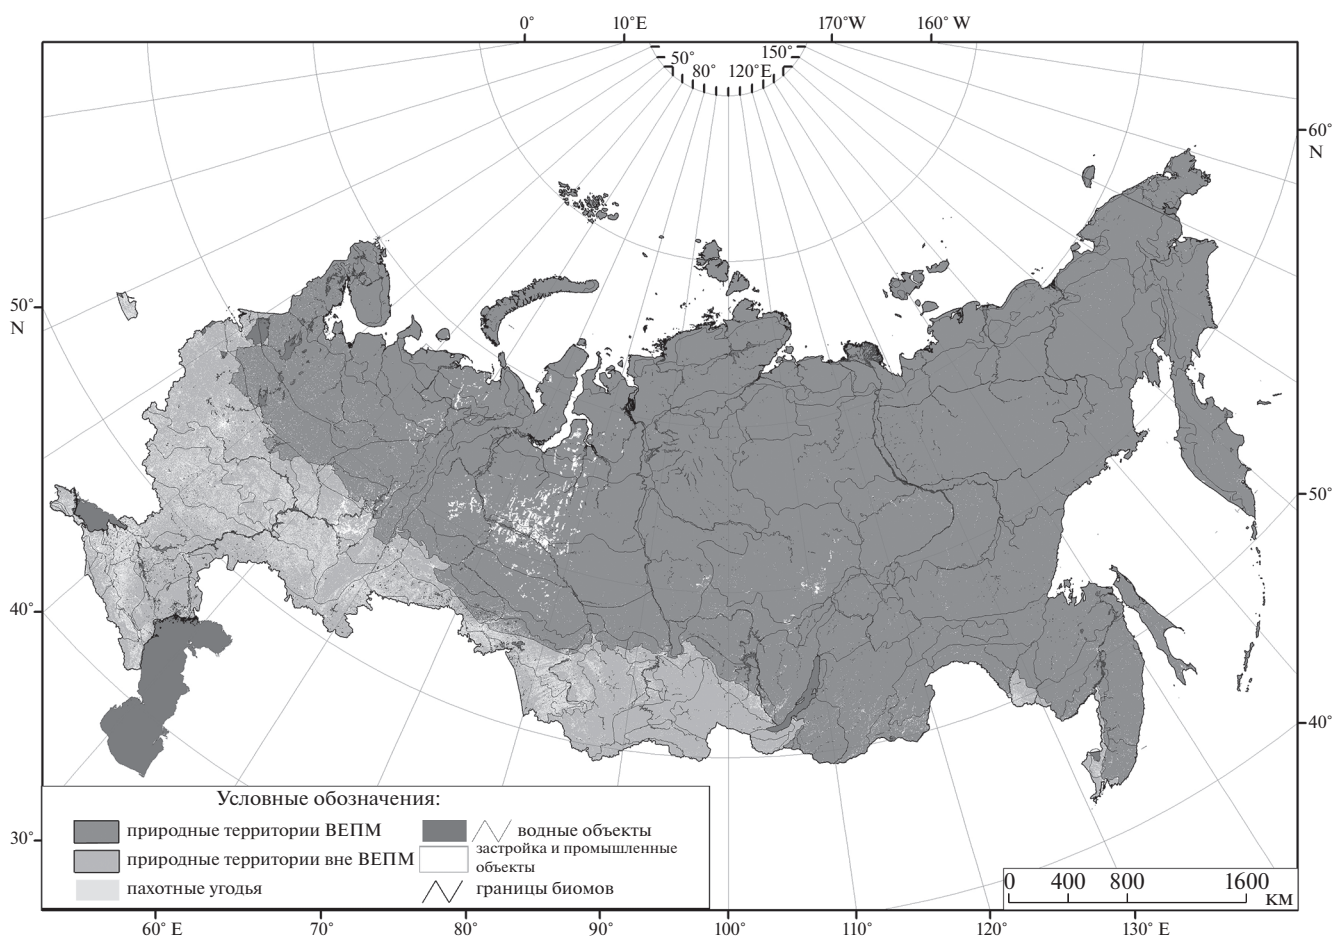 0° 10°E 170°W 160° W
50° 80° 120°E 150°
60°
N
50°
N
50°
40°
40°
30°
Условные обозначения:
природные территории ВЕПМ
природные территории вне ВЕПМ
пахотные угодья
водные объекты
застройка и промышленные
объекты
границы биомов
0 400 800 1600
КМ
60° E 70° 80° 90° 100° 110° 120° 130° E